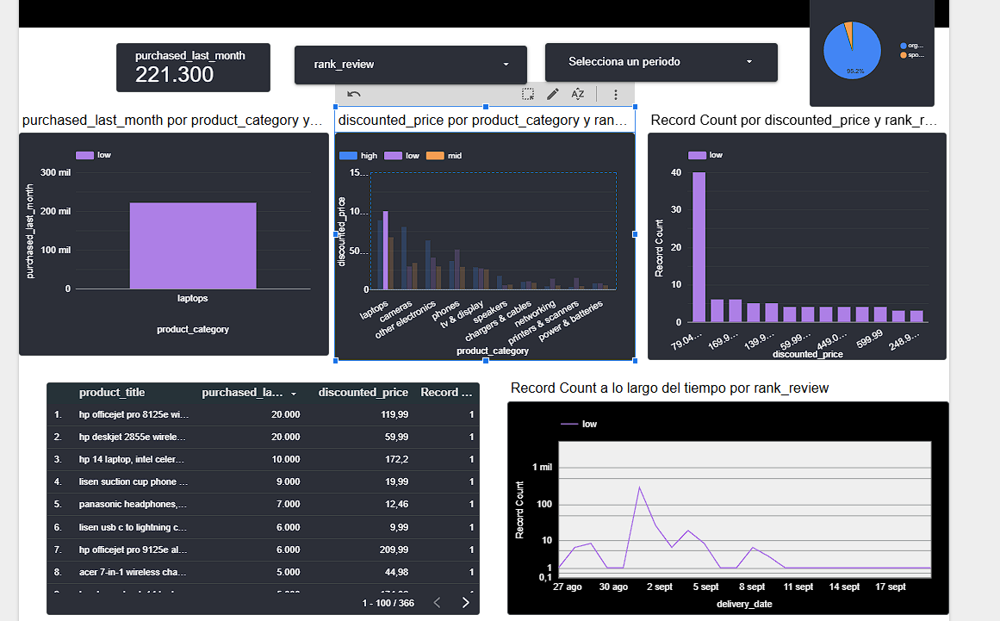 purchased_last_month
221.300
rank_review
Selecciona un periodo
95.2%
org...
spo...
purchased_last_month por product_category y...
low
300 mil
200 mil
100 mil
0
purchased_last_month
laptops
product_category
discounted_price por product_category y ran...
high low mid
15...
10...
50...
0
discounted_price
laptops
cameras
other electronics
phones
tv & display
speakers
chargers & cables
networking
printers & scanners
power & batteries
product_category
Record Count por discounted_price y rank_r...
low
40
30
20
10
0
Record Count
79.04...
169.9...
139.9...
59.99...
449.0...
599.99
248.9...
discounted_price
product_title purchased_la... discounted_price Record ...
1. hp officejet pro 8125e wi... 20.000 119,99 1
2. hp deskjet 2855e wirele... 20.000 59,99 1
3. hp 14 laptop, intel celer... 10.000 172,2 1
4. lisen suction cup phone ... 9.000 19,99 1
5. panasonic headphones,... 7.000 12,46 1
6. lisen usb c to lightning c... 6.000 9,99 1
7. hp officejet pro 9125e al... 6.000 209,99 1
8. acer 7-in-1 wireless cha... 5.000 44,98 1
1 - 100 / 366
Record Count a lo largo del tiempo por rank_review
low
1 mil
100
10
1
0,1
Record Count
27 ago 30 ago 2 sept 5 sept 8 sept 11 sept 14 sept 17 sept
delivery_date